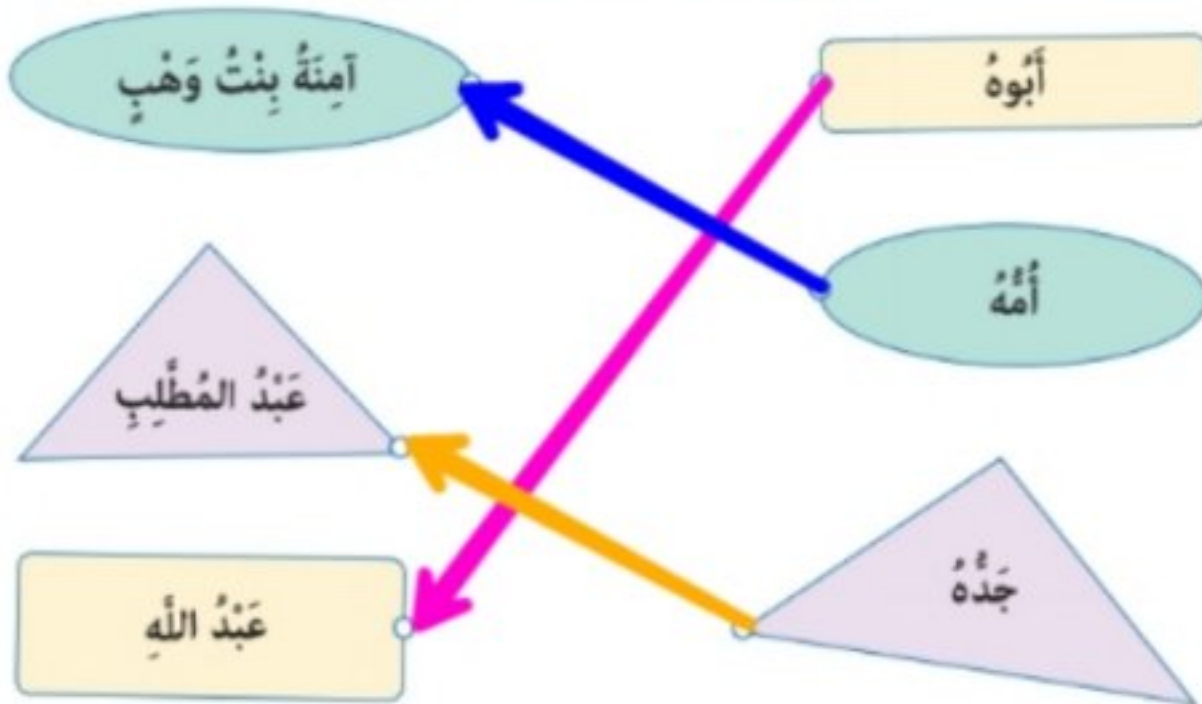 أَبُوهُ
آمِنَةُ بِنْتُ وَهْبٍ
أُمُّهُ
عَبْدُ المُطَّلِبِ
جَدُّهُ
عَبْدُ اللَّهِ